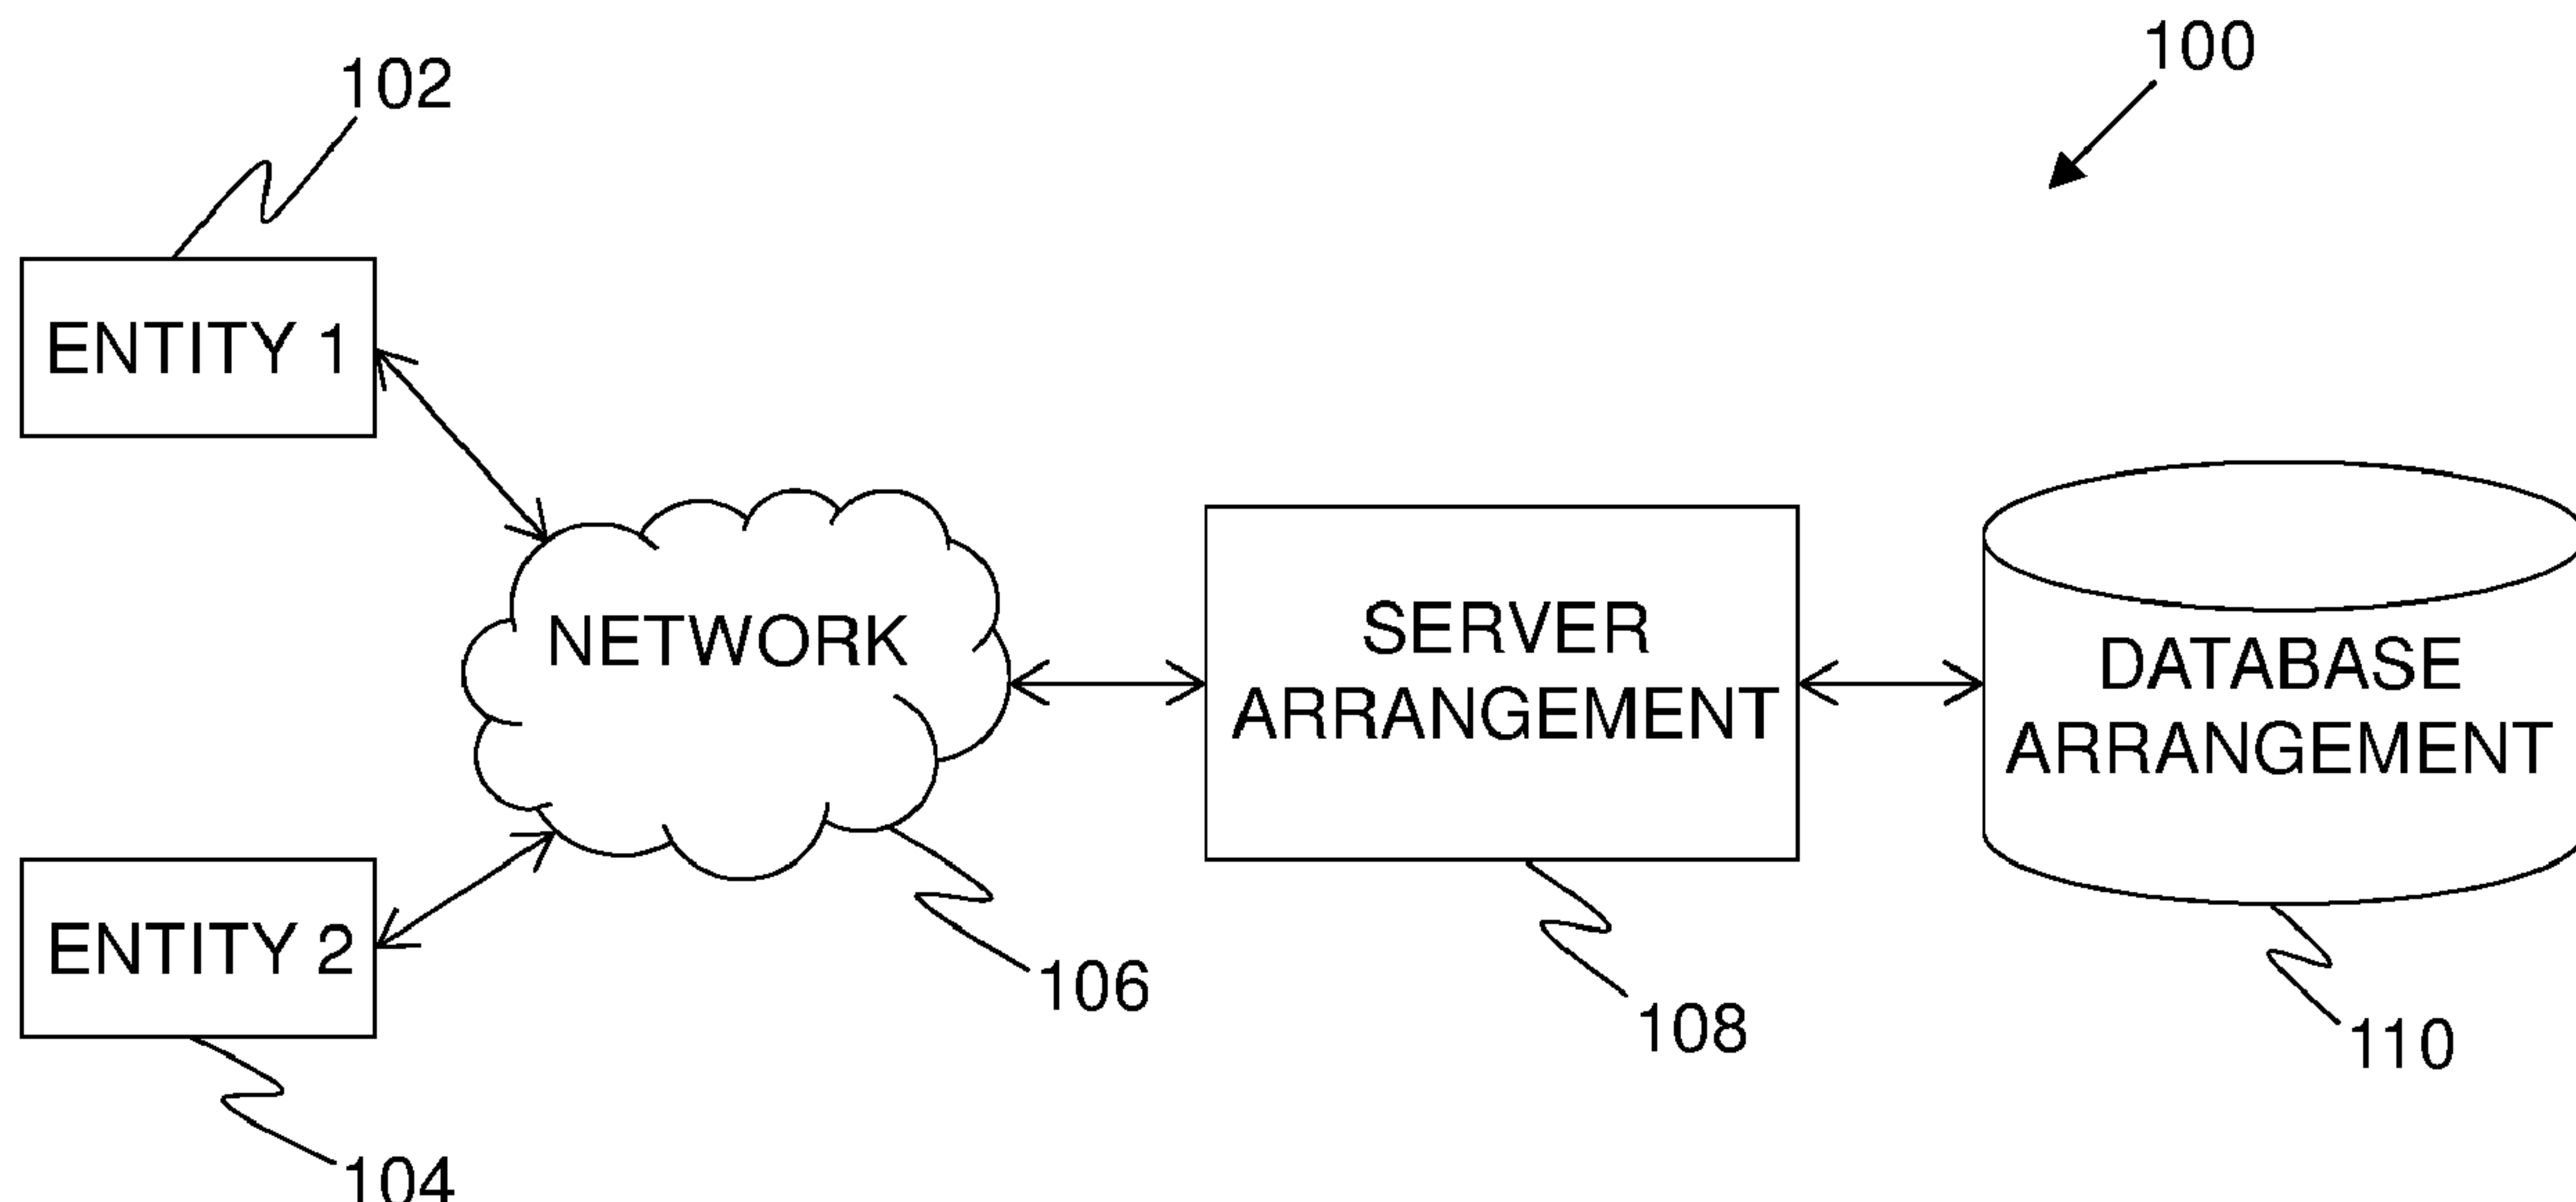 100
102
ENTITY 1
NETWORK
SERVER
ARRANGEMENT
DATABASE
ARRANGEMENT
ENTITY 2
106
108
110
104